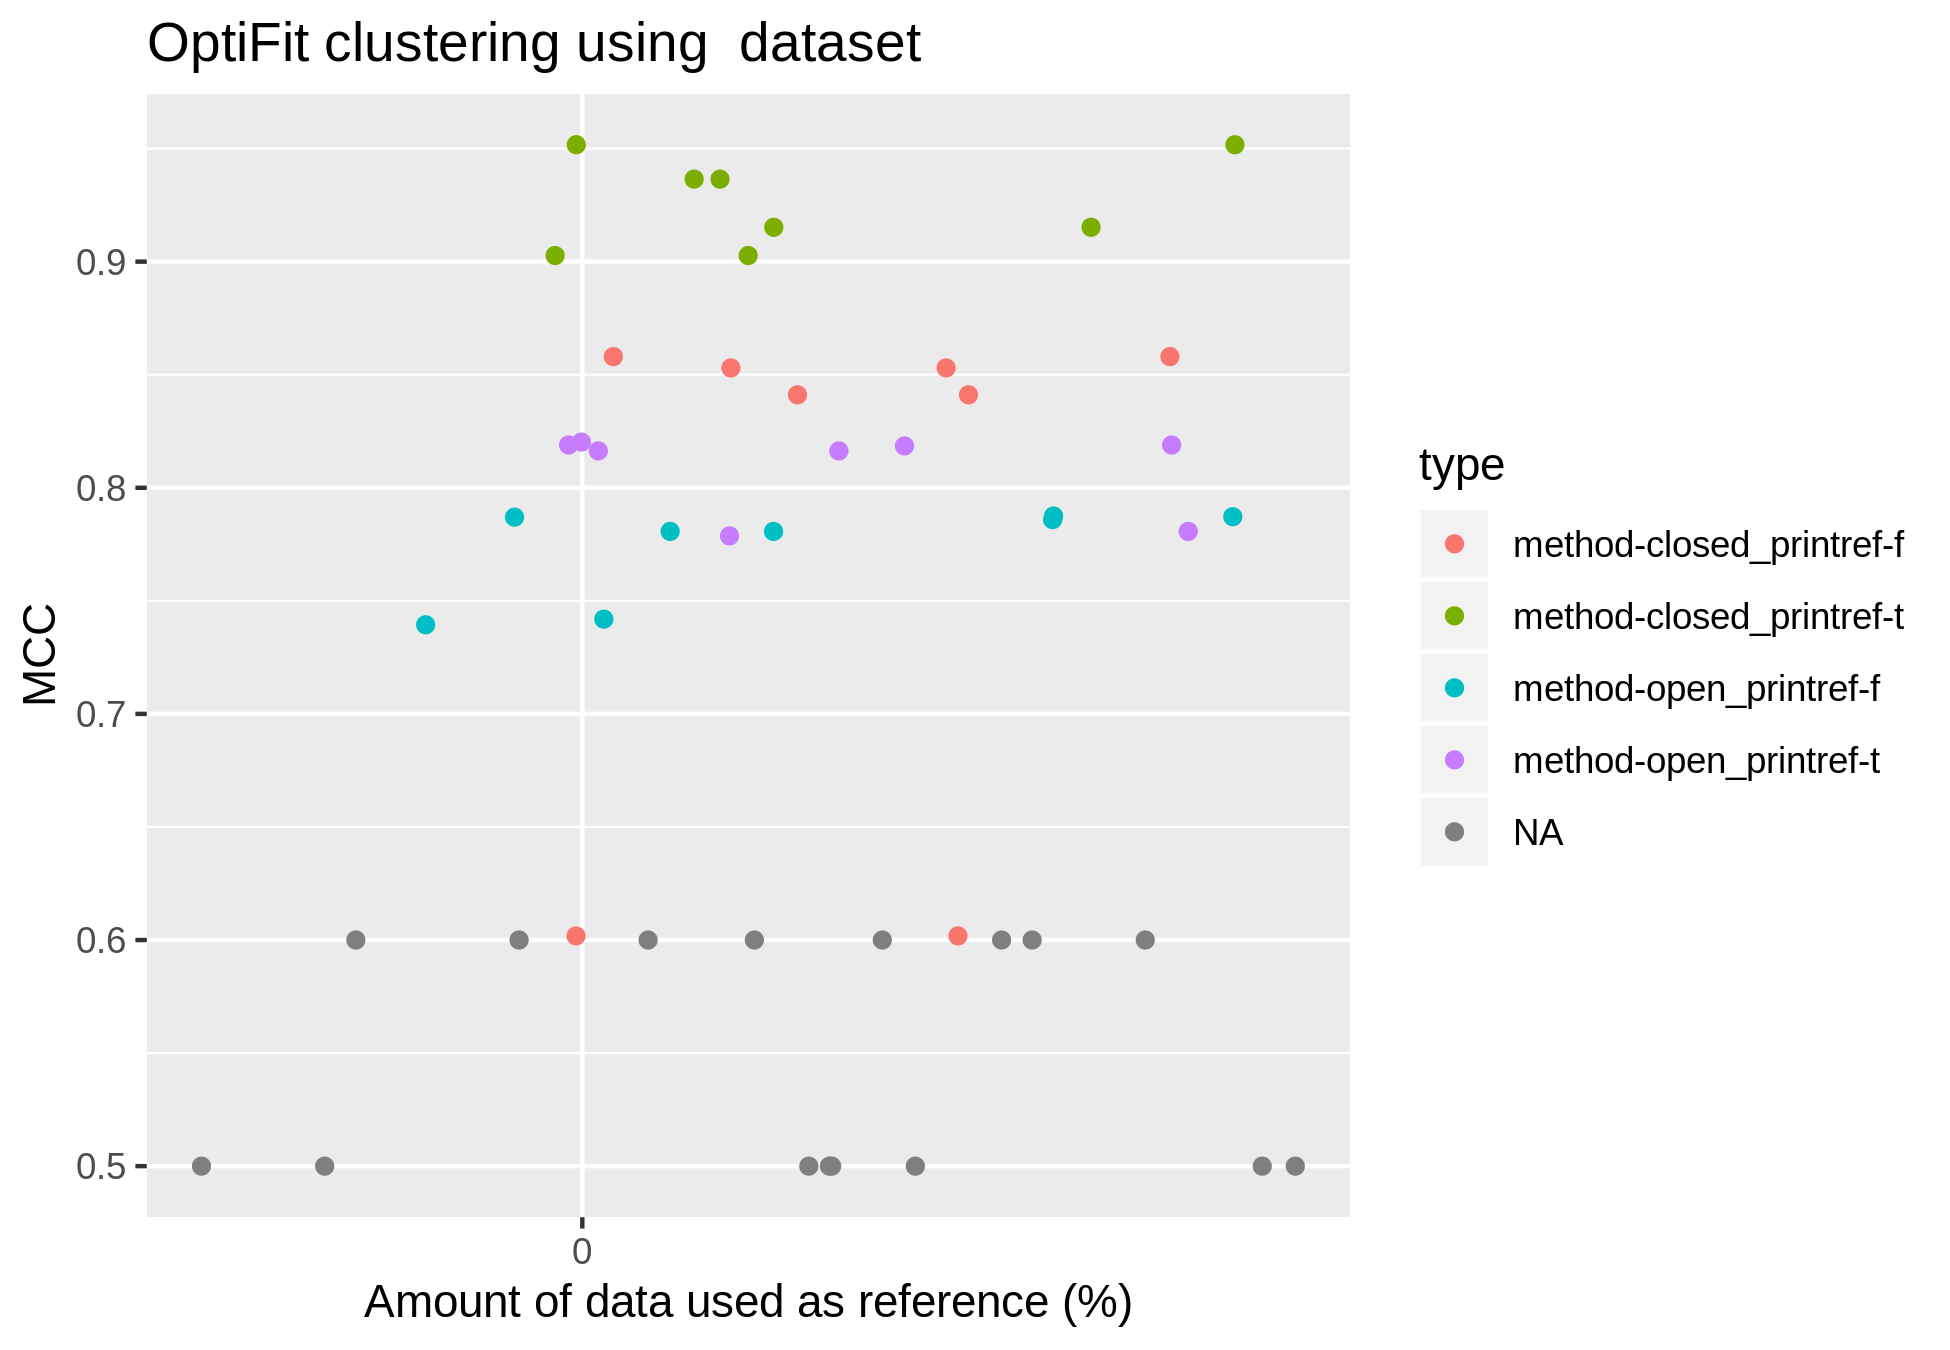 OptiFit clustering using  dataset
MCC
0.9
0.8
0.7
0.6
0.5
0
Amount of data used as reference (%)
type
method-closed_printref-f
method-closed_printref-t
method-open_printref-f
method-open_printref-t
NA